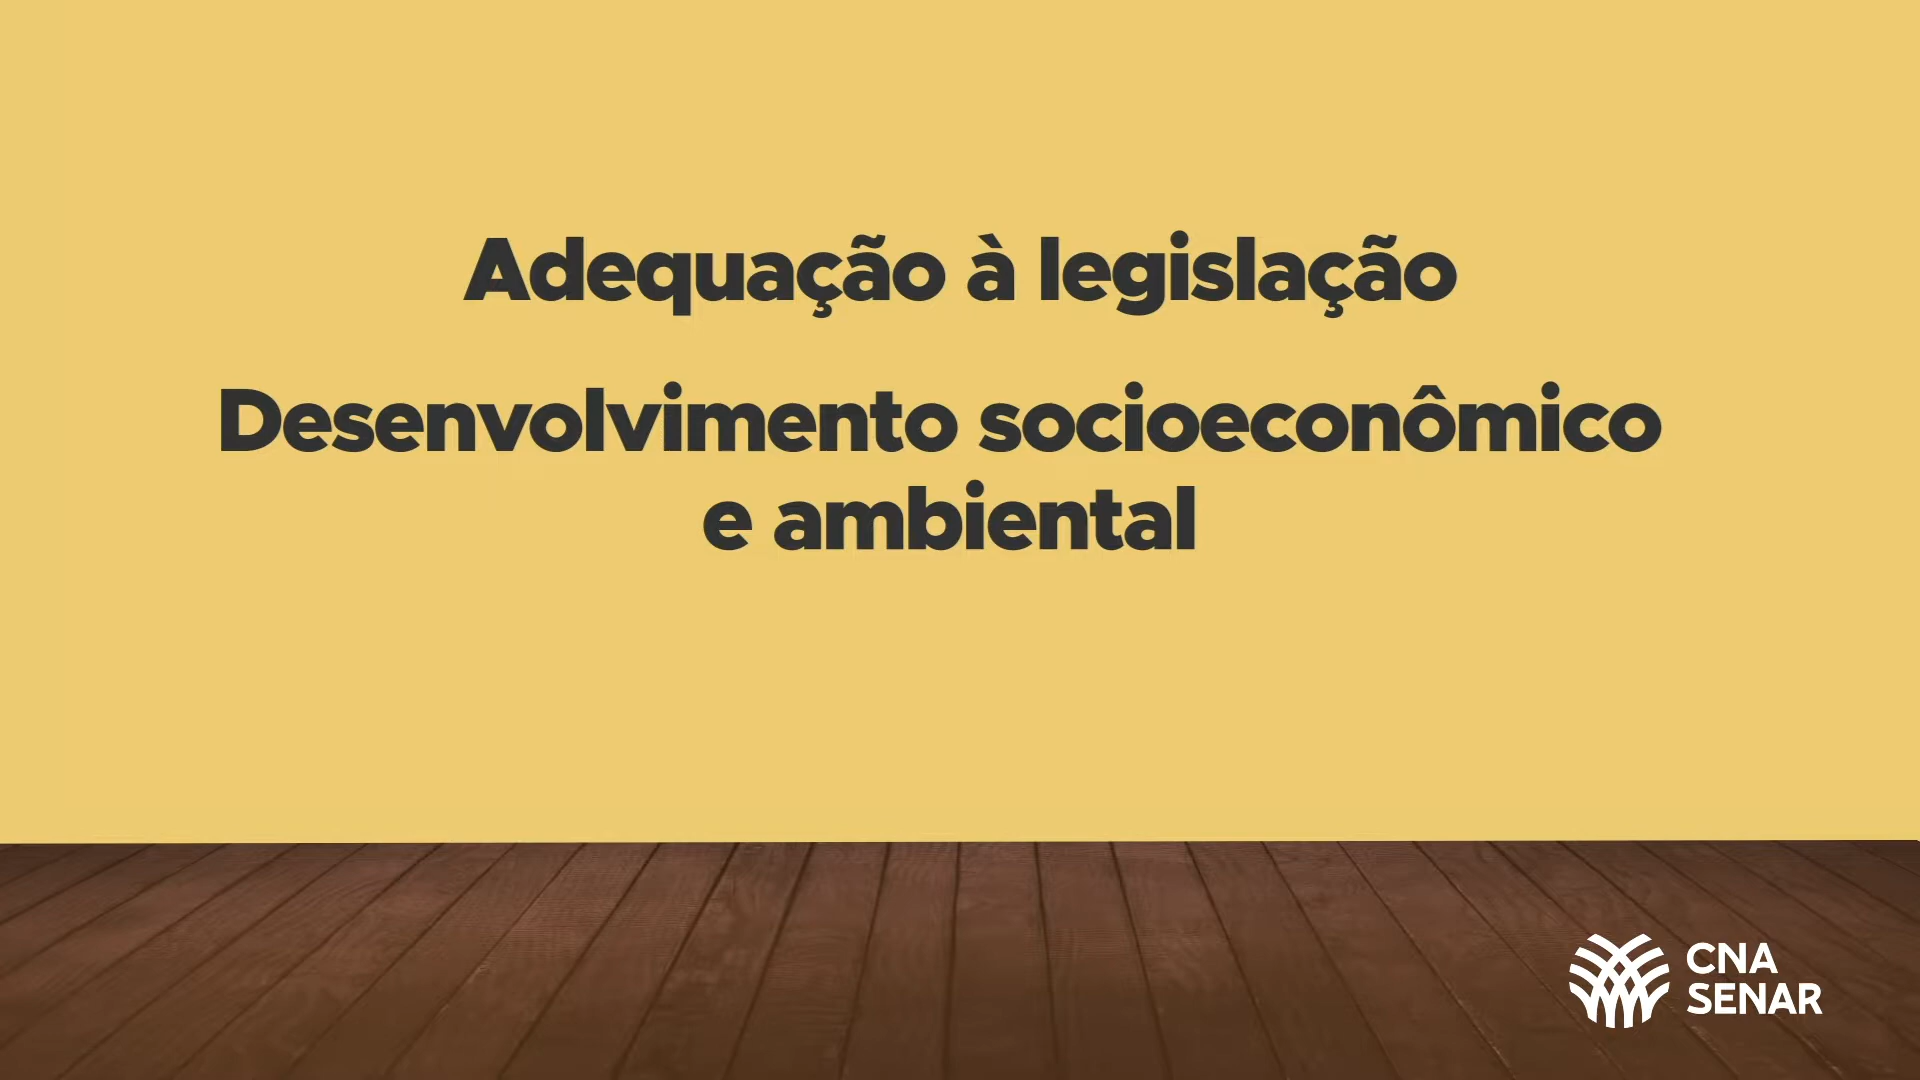 Adequação à legislação
Desenvolvimento socioeconômico
e ambiental
CNA
SENAR